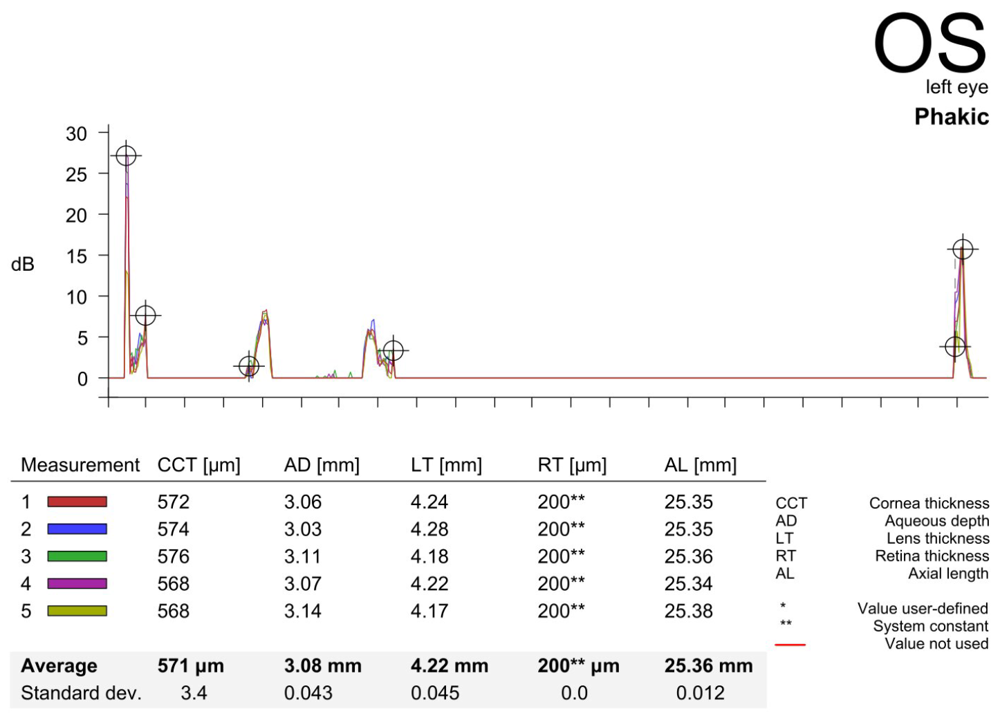 OS
left eye
Phakic
30
25
20
15
dB
10
5
0
Measurement CCT [µm] AD [mm] LT [mm] RT [µm] AL [mm]
1 572 3.06 4.24 200** 25.35
2 574 3.03 4.28 200** 25.35
3 576 3.11 4.18 200** 25.36
4 568 3.07 4.22 200** 25.34
5 568 3.14 4.17 200** 25.38
Average 571 µm 3.08 mm 4.22 mm 200** µm 25.36 mm
Standard dev. 3.4 0.043 0.045 0.0 0.012
CCT Cornea thickness
AD Aqueous depth
LT Lens thickness
RT Retina thickness
AL Axial length
* Value user-defined
** System constant
Value not used